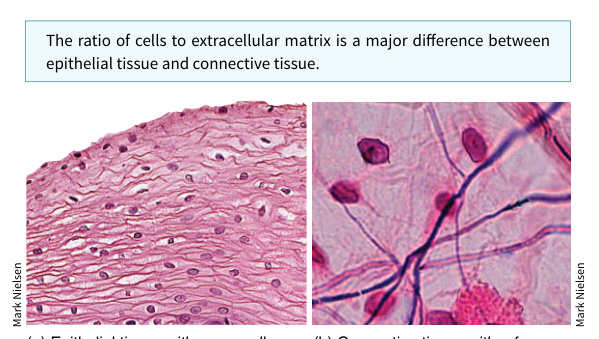 The ratio of cells to extracellular matrix is a major difference between
epithelial tissue and connective tissue.
Mark Nielsen
Mark Nielsen